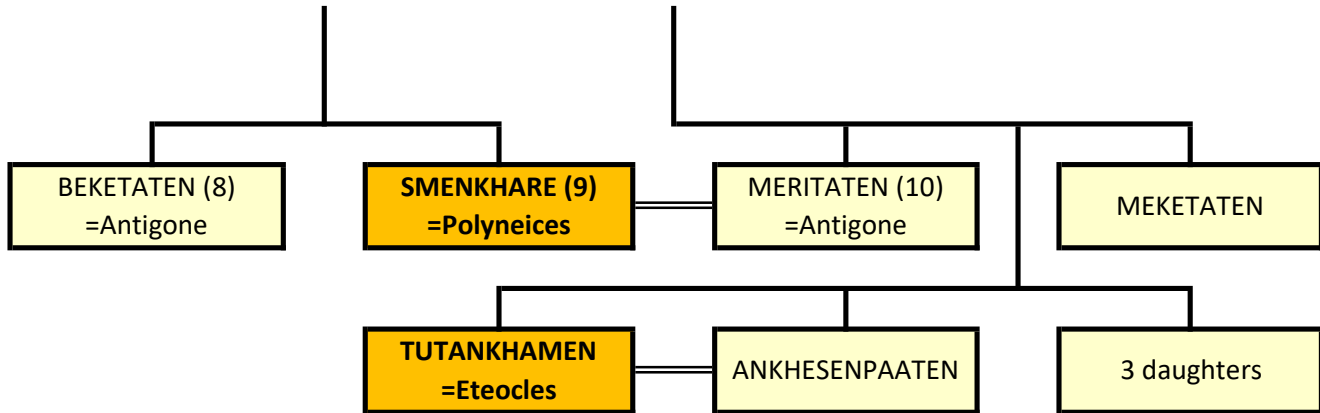 BEKETATEN (8)
=Antigone
SMENKHARE (9)
=Polyneices
MERITATEN (10)
=Antigone
MEKETATEN
TUTANKHAMEN
=Eteocles
ANKHESENPAATEN
3 daughters